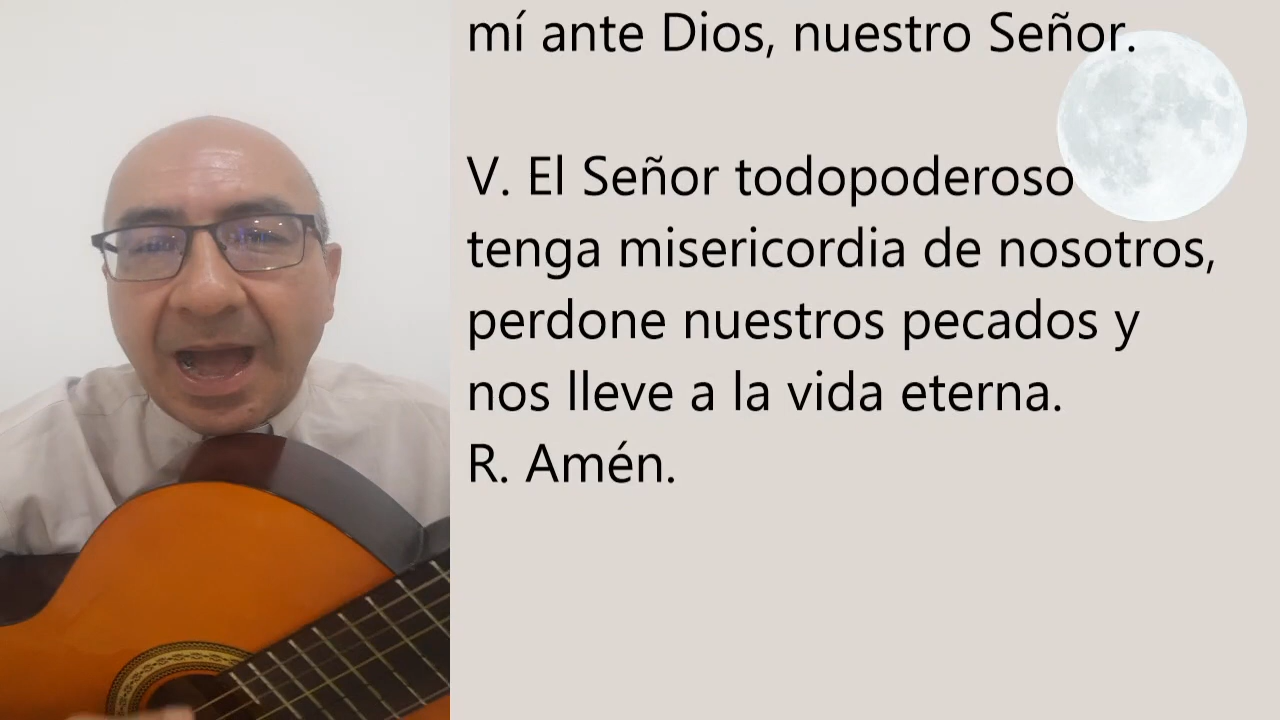 mí ante Dios, nuestro Señor.
V. El Señor todopoderoso
tenga misericordia de nosotros,
perdone nuestros pecados y
nos lleve a la vida eterna.
R. Amén.